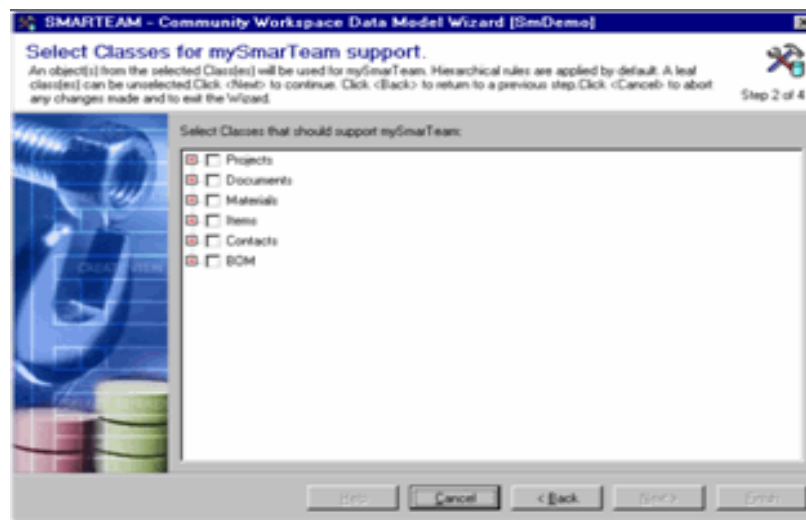 SMARTEAM - Community Workspace Data Model Wizard [SmDemo]
Select Classes for mySmarTeam support.
An object(s) from the selected Class(es) will be used for mySmarTeam. Hierarchical rules are applied by default. A leaf
class(es) can be unselected.Click <Next> to continue. Click <Back> to return to a previous step.Click <Cancel> to abort
any changes made and to exit the Wizard.
Step 2 of 4
Select Classes that should support mySmarTeam:
Projects
Documents
Materials
Items
Contacts
BOM
Help
Cancel
< Back
Next >
Finish